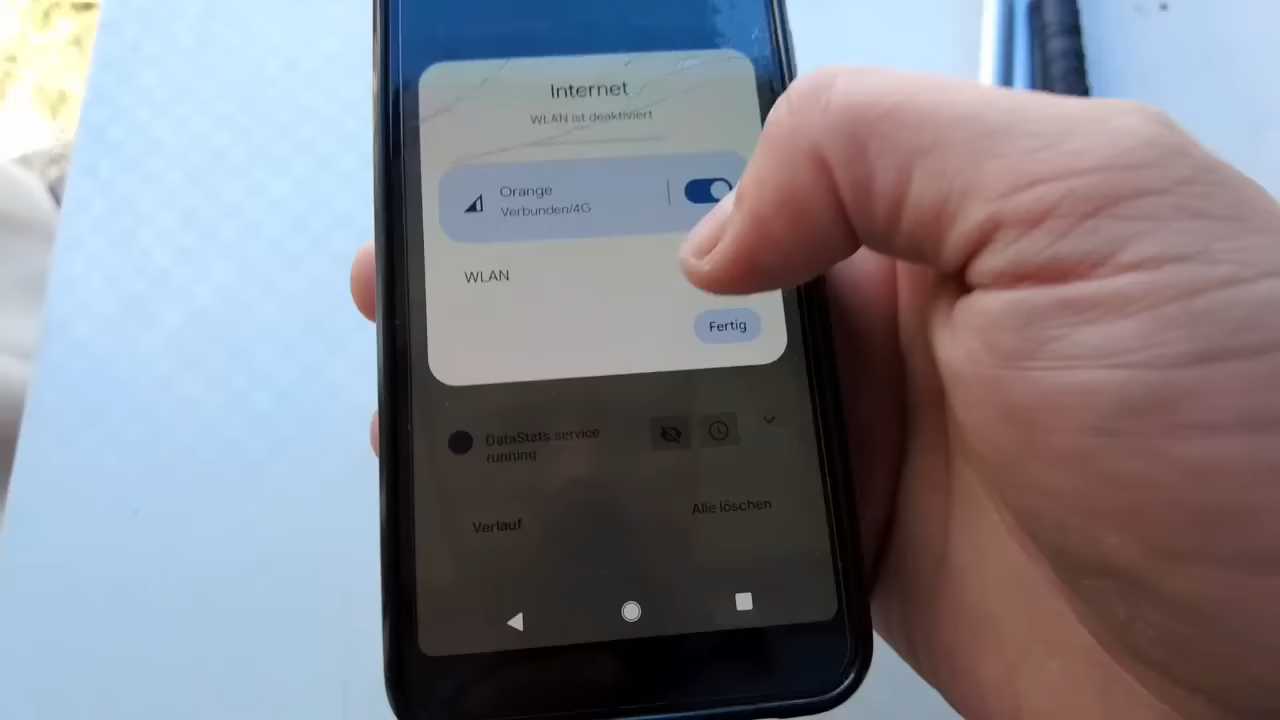 Internet
WLAN ist deaktiviert
Orange
Verbunden/4G
WLAN
Fertig
DataStats service
running
Verlauf
Alle löschen